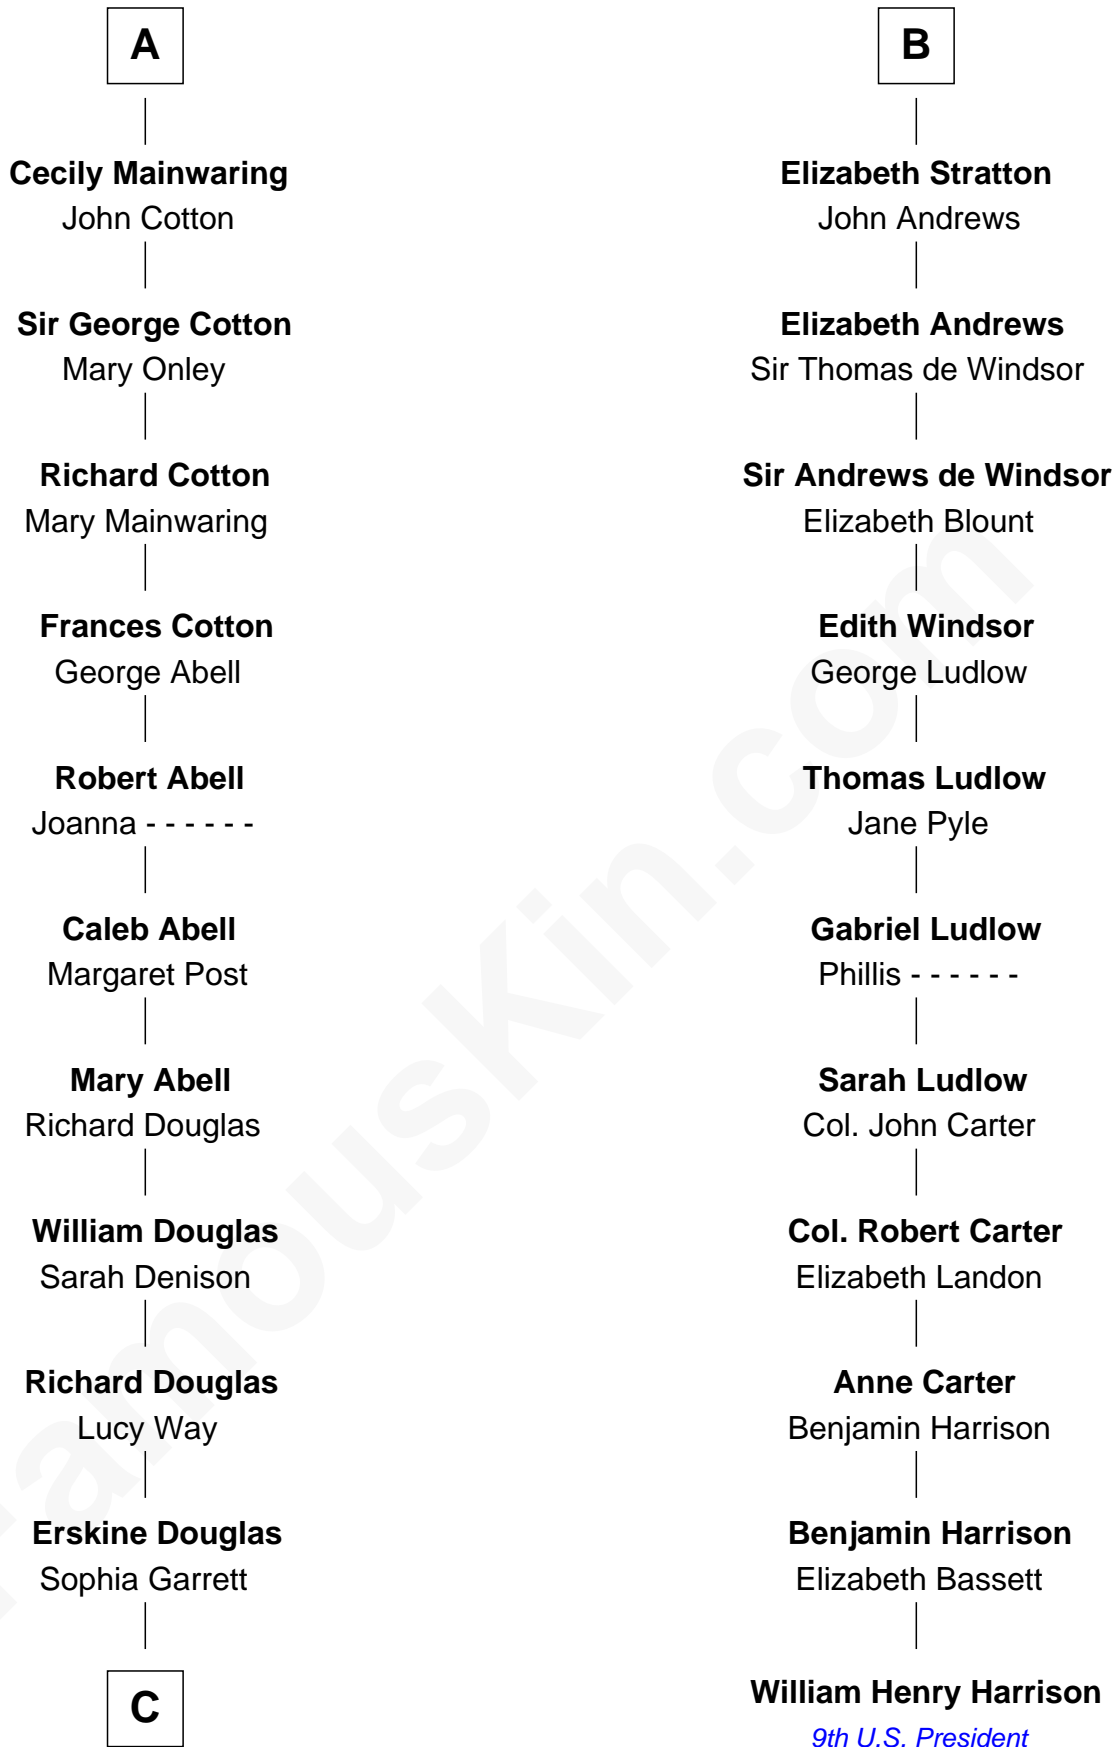 A
Cecily Mainwaring
John Cotton
Sir George Cotton
Mary Onley
Richard Cotton
Mary Mainwaring
Frances Cotton
George Abell
Robert Abell
Joanna - - - - - -
Caleb Abell
Margaret Post
Mary Abell
Richard Douglas
William Douglas
Sarah Denison
Richard Douglas
Lucy Way
Erskine Douglas
Sophia Garrett
C
B
Elizabeth Stratton
John Andrews
Elizabeth Andrews
Sir Thomas de Windsor
Sir Andrews de Windsor
Elizabeth Blount
Edith Windsor
George Ludlow
Thomas Ludlow
Jane Pyle
Gabriel Ludlow
Phillis - - - - - -
Sarah Ludlow
Col. John Carter
Col. Robert Carter
Elizabeth Landon
Anne Carter
Benjamin Harrison
Benjamin Harrison
Elizabeth Bassett
William Henry Harrison
9th U.S. President
FamousKin.com